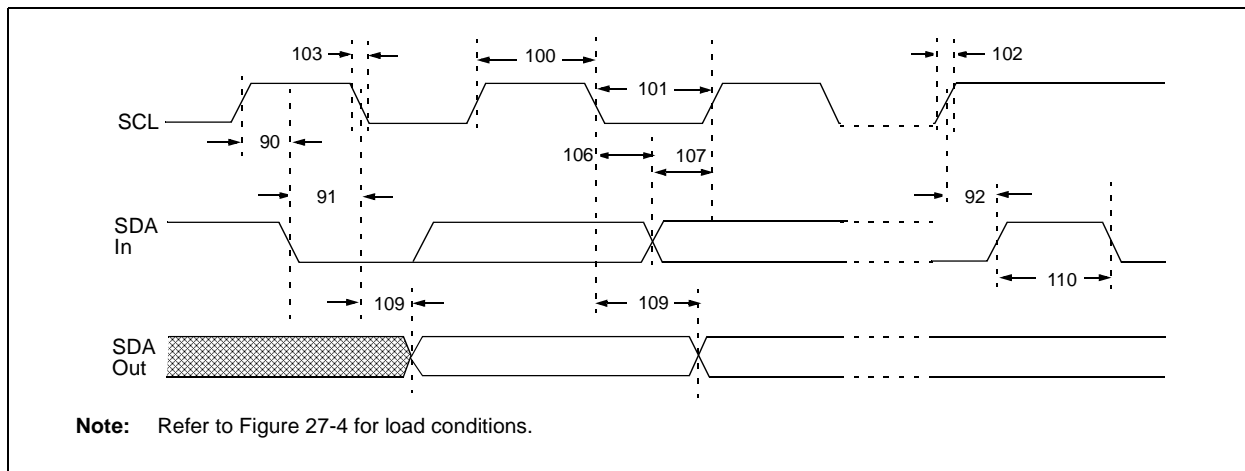 103
100
102
101
SCL
90
106
107
91
92
SDA
In
109
109
110
SDA
Out
Note: Refer to Figure 27-4 for load conditions.